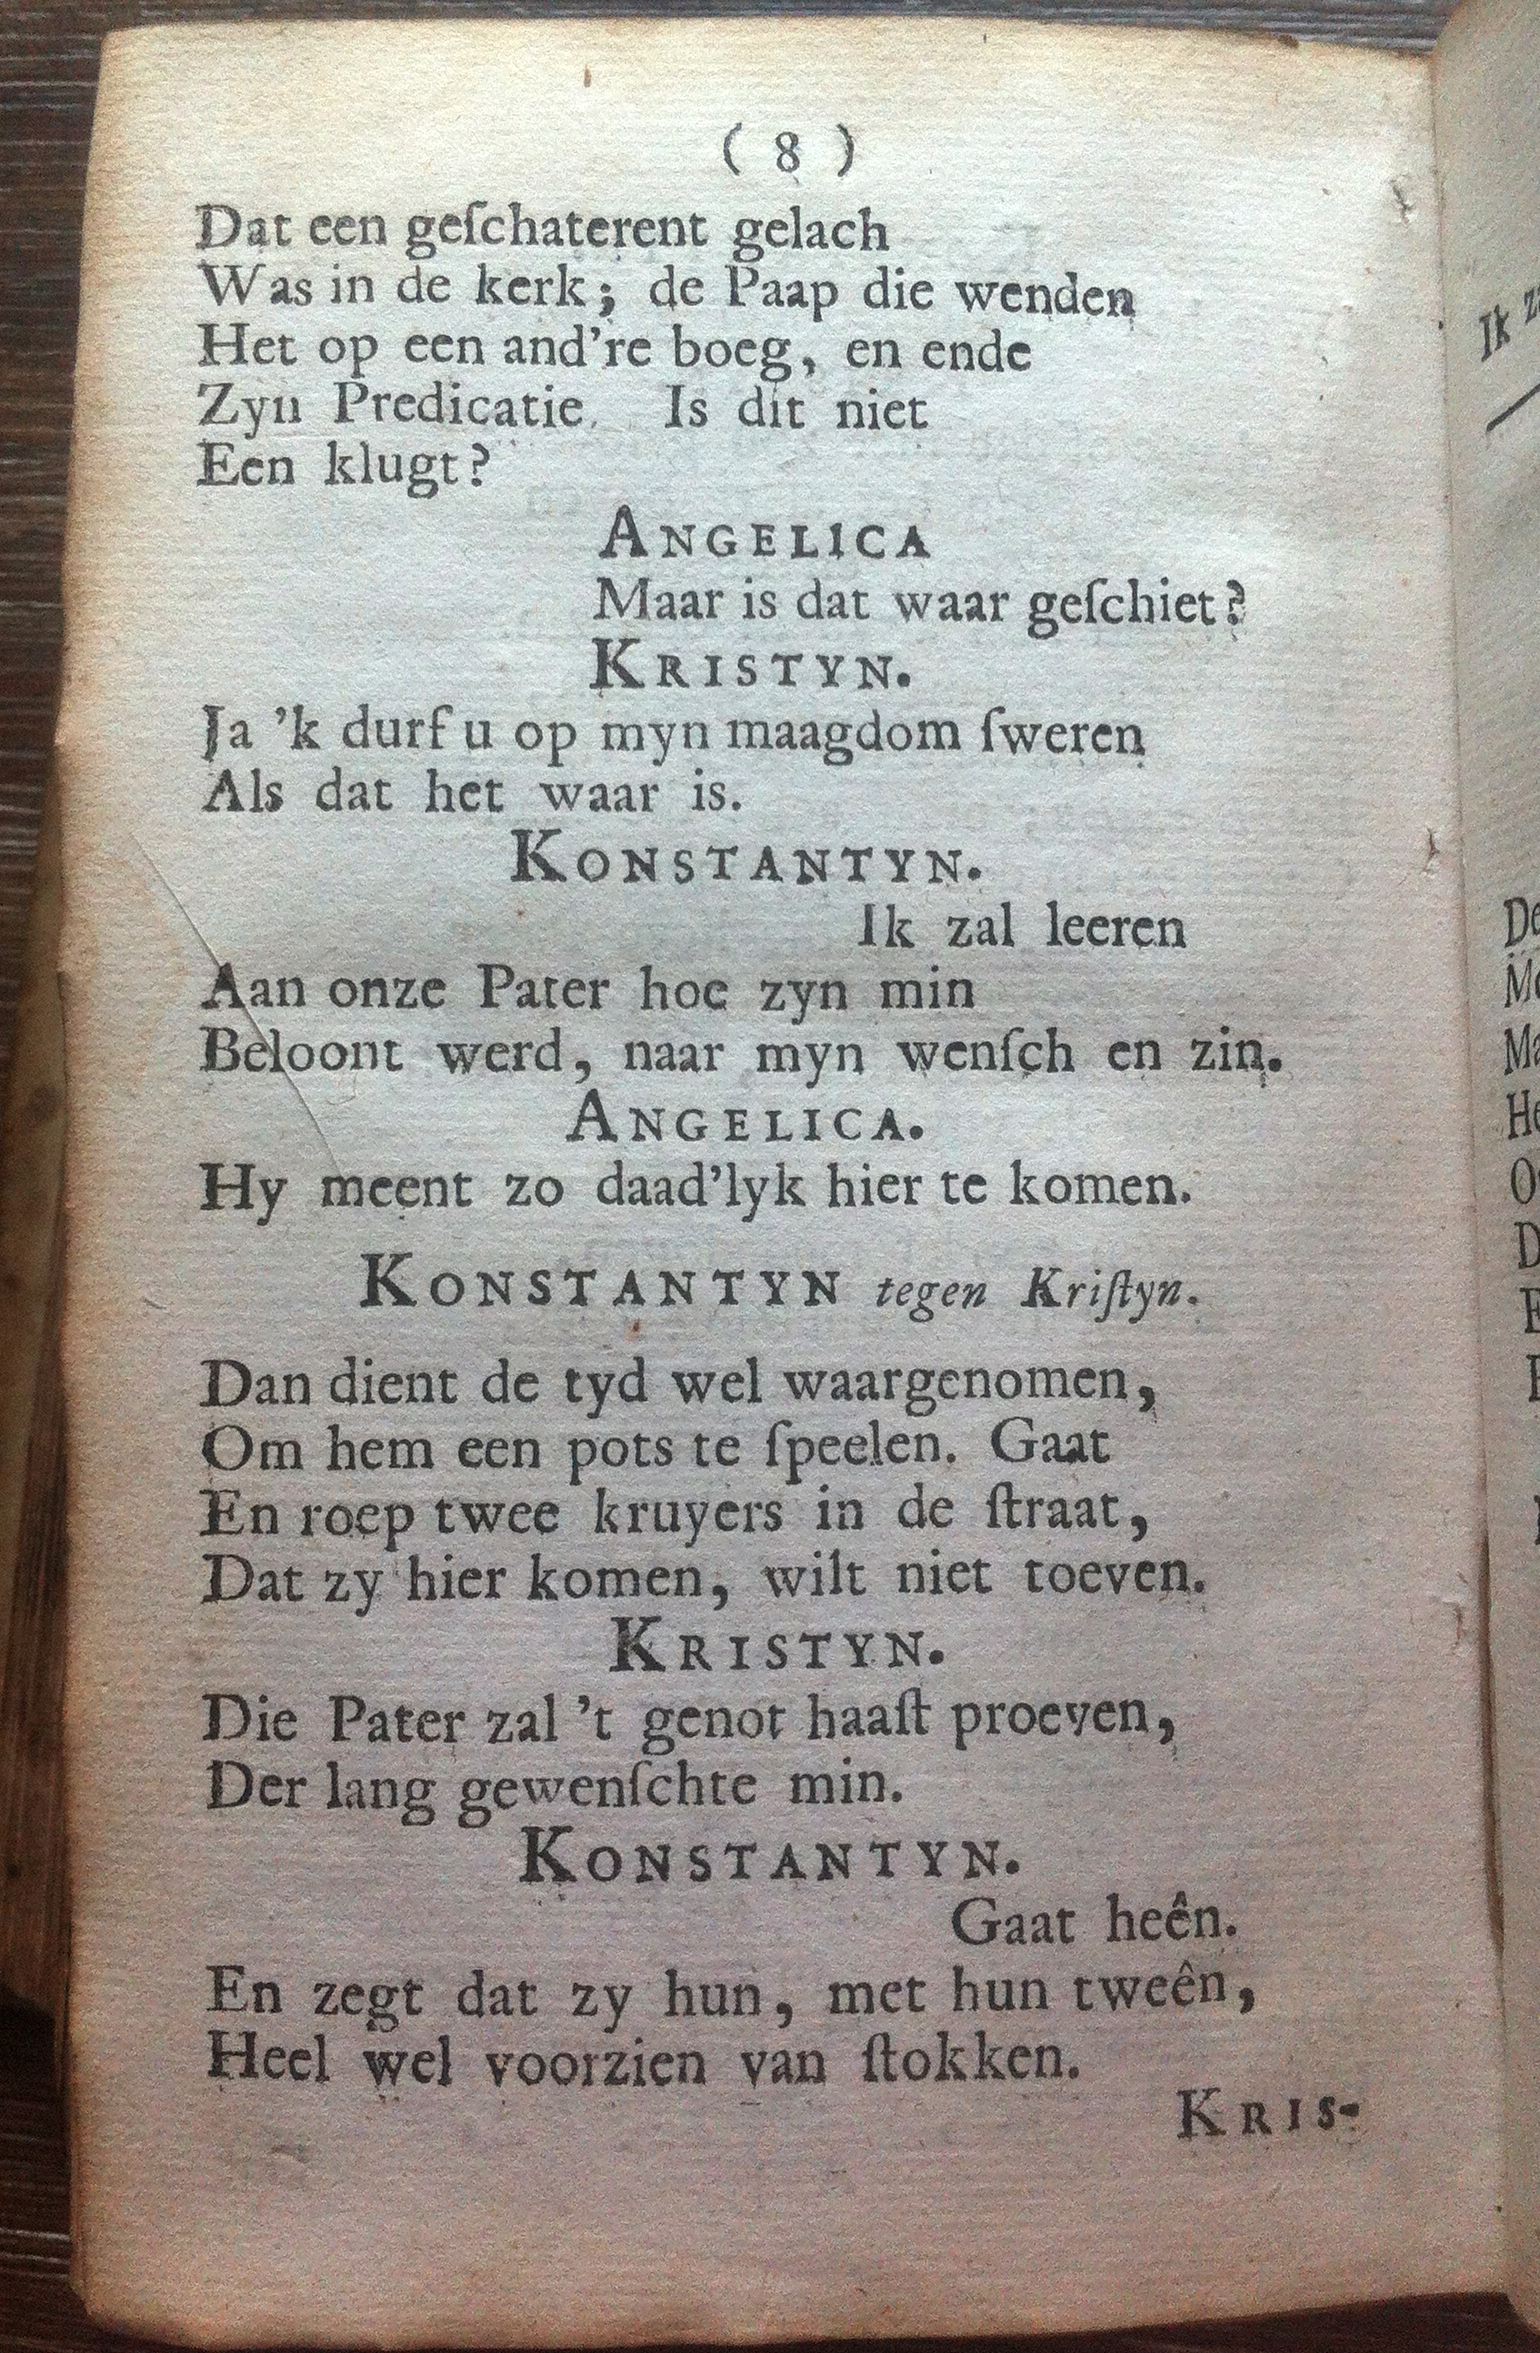 ( 8 )
Dat een geſchaterent gelach
Was in de kerk; de Paap die wenden
Het op een and're boeg, en ende
Zyn Predicatie. Is dit niet
Een klugt?
ANGELICA
Maar is dat waar geſchiet?
KRISTYN.
Ja 'k durf u op myn maagdom ſweren
Als dat het waar is.
KONSTANTYN.
Ik zal leeren
Aan onze Pater hoe zyn min
Beloont werd, naar myn wenſch en zin.
ANGELICA.
Hy meent zo daad'lyk hier te komen.
KONSTANTYN tegen Kriſtyn.
Dan dient de tyd wel waargenomen,
Om hem een pots te ſpeelen. Gaat
En roep twee kruyers in de ſtraat,
Dat zy hier komen, wilt niet toeven.
KRISTYN.
Die Pater zal 't genot haaſt proeven,
Der lang gewenſchte min.
KONSTANTYN.
Gaat heên.
En zegt dat zy hun, met hun tweên,
Heel wel voorzien van ſtokken.
KRIS-
Ik